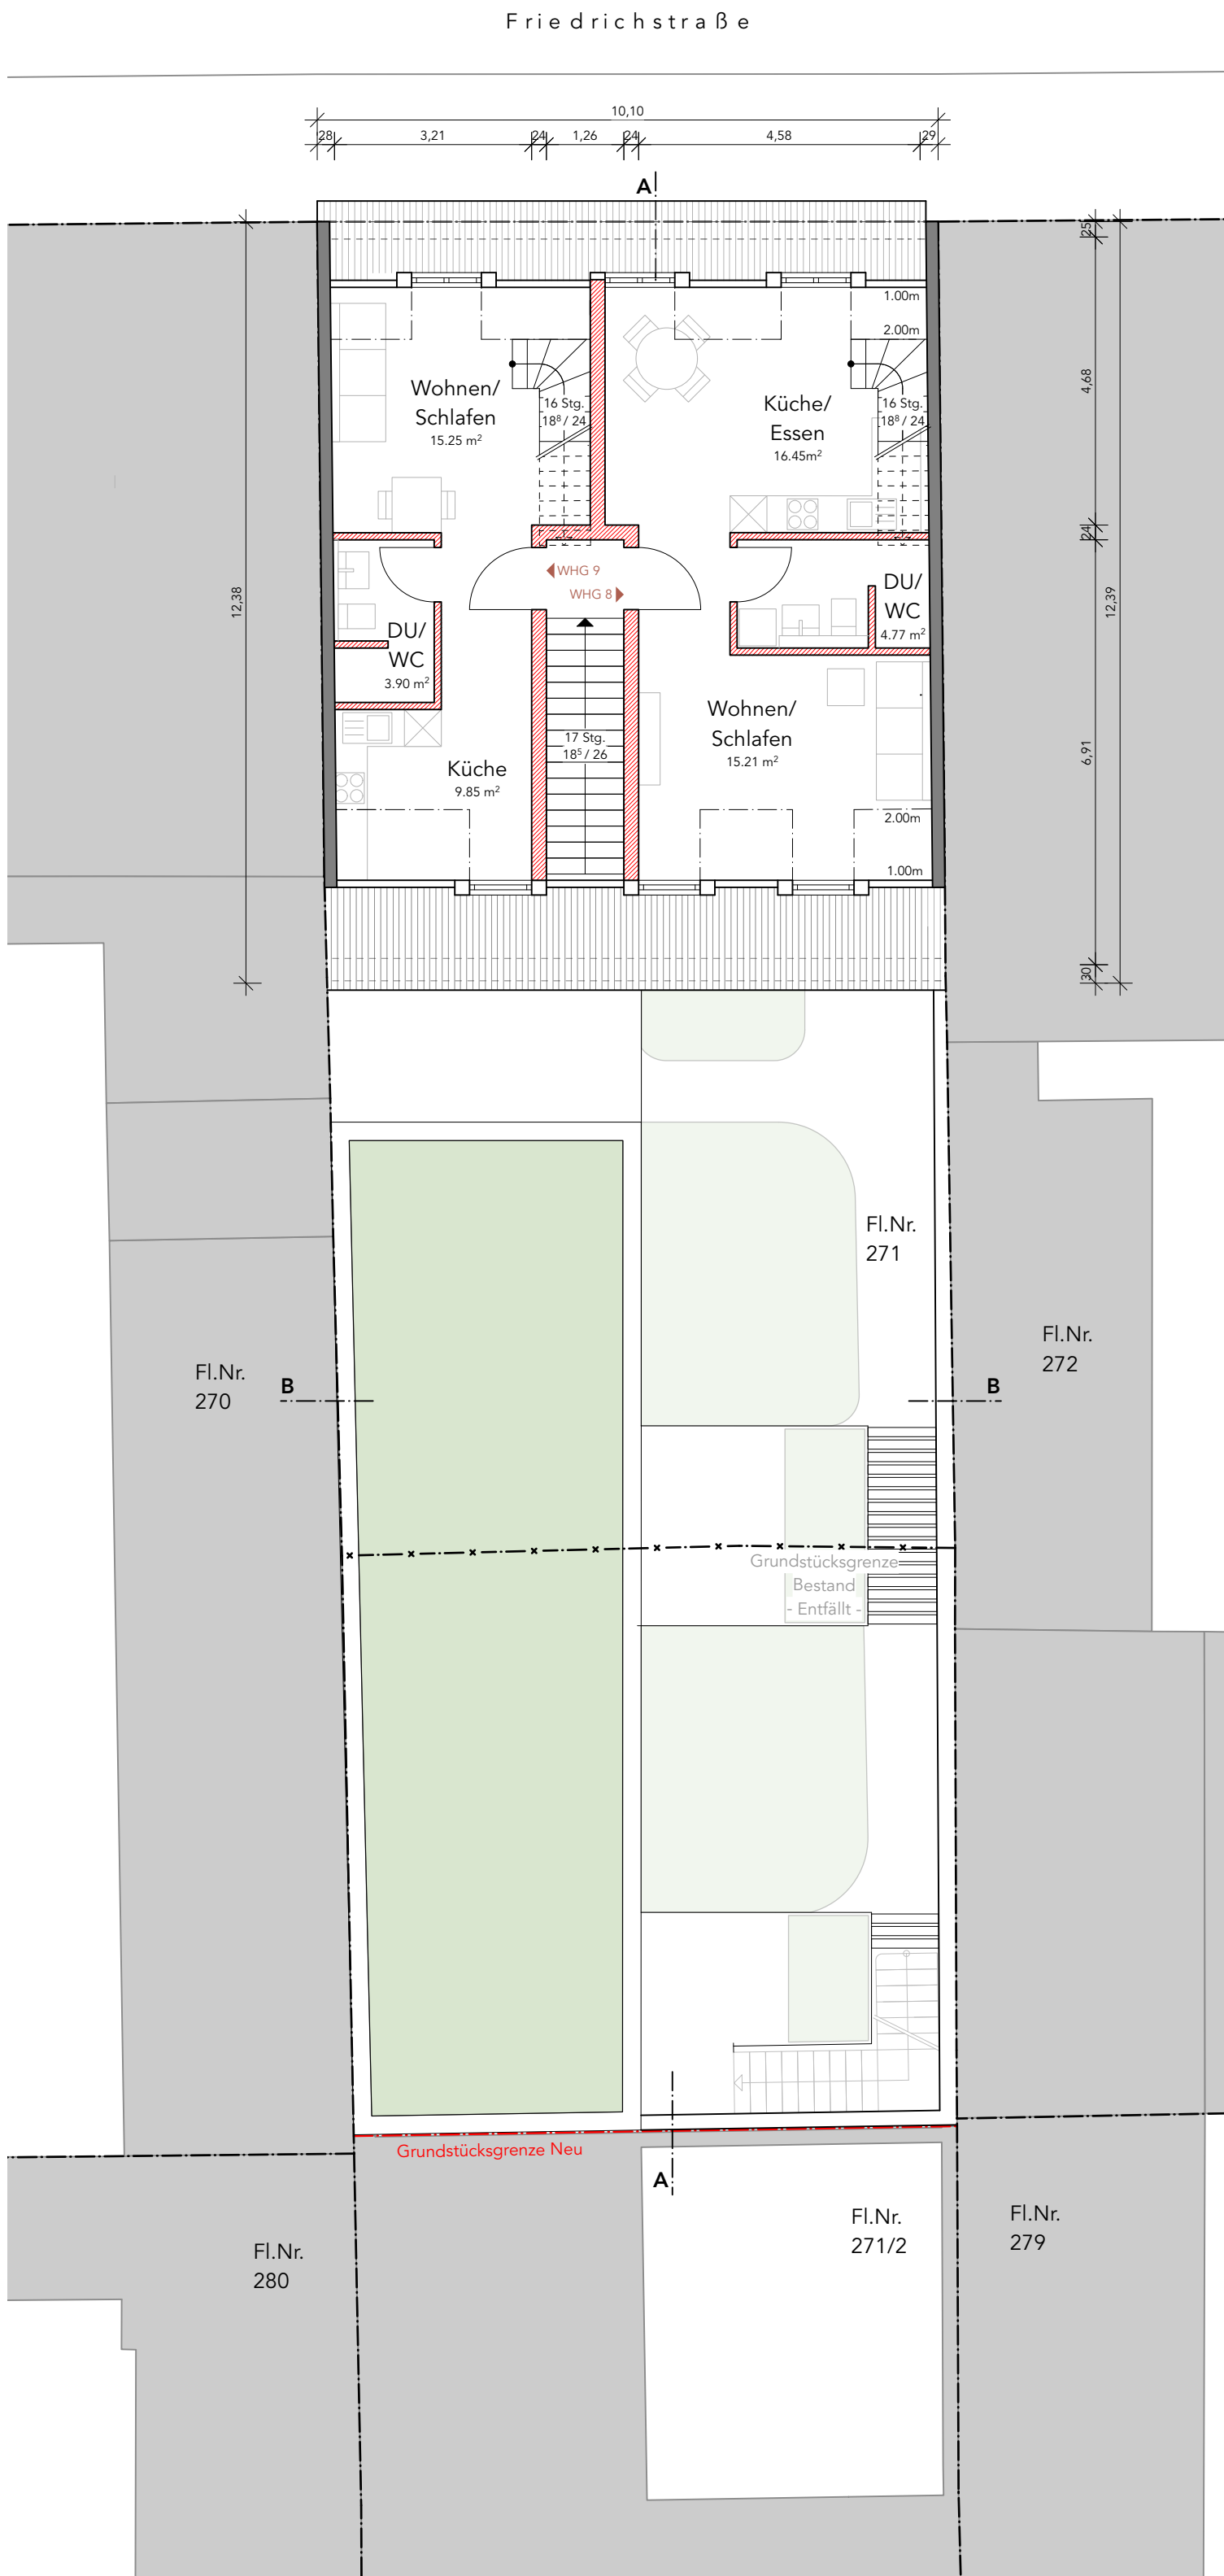 Friedrichstraße
10,10
28
3,21
24
1,26
24
4,58
29
A
25
1.00m
2.00m
4,68
Wohnen/
Schlafen
15.25 m²
16 Stg.
18⁸ / 24
Küche/
Essen
16.45m²
16 Stg.
18⁸ / 24
24
WHG 9
WHG 8
DU/
WC
4.77 m²
12,38
12,39
DU/
WC
3.90 m²
Wohnen/
Schlafen
15.21 m²
17 Stg.
18⁵ / 26
6,91
Küche
9.85 m²
2.00m
1.00m
30
Fl.Nr.
271
Fl.Nr.
272
Fl.Nr.
270
B
B
Grundstücksgrenze
Bestand
- Entfällt -
Grundstücksgrenze Neu
A
Fl.Nr.
271/2
Fl.Nr.
279
Fl.Nr.
280